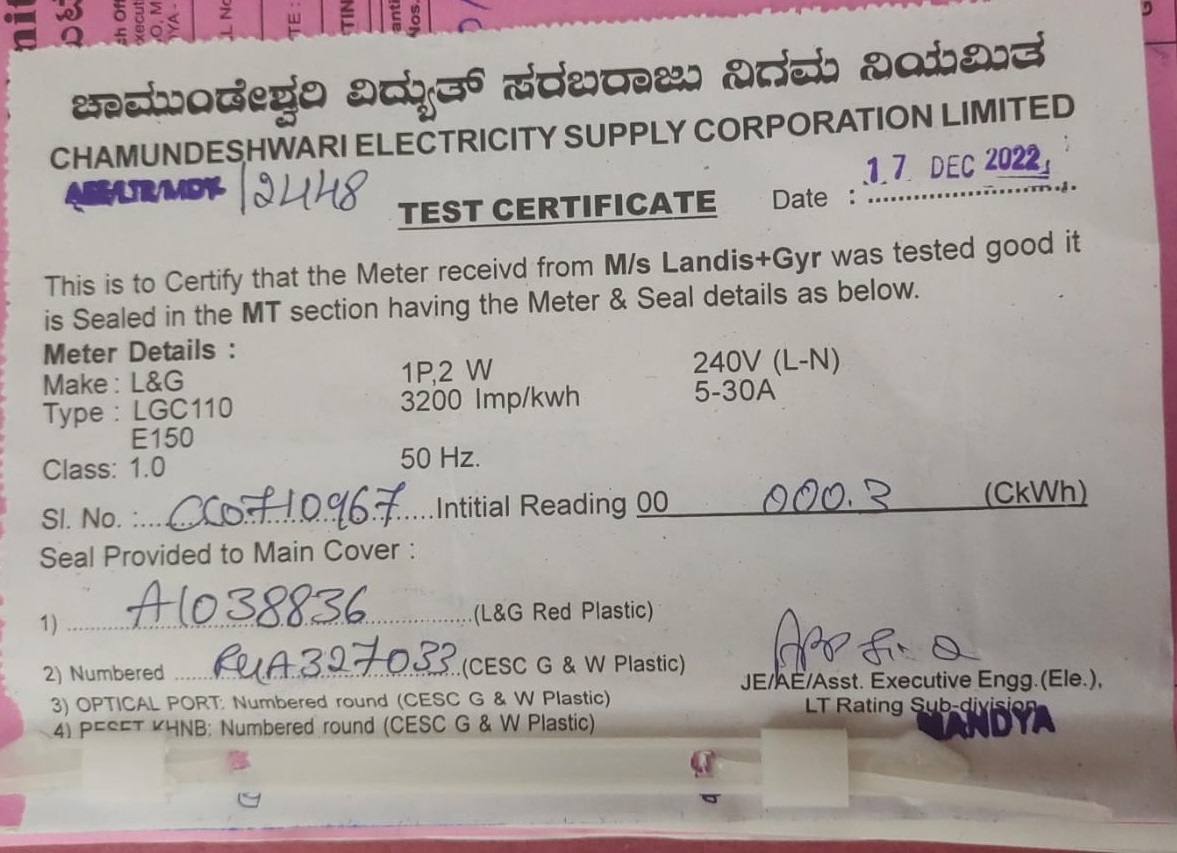 ಚಾಮುಂಡೇಶ್ವರಿ ವಿದ್ಯುತ್ ಸರಬರಾಜು ನಿಗಮ ನಿಯಮಿತ
CHAMUNDESHWARI ELECTRICITY SUPPLY CORPORATION LIMITED
/2448
TEST CERTIFICATE Date : 17 DEC 2022
This is to Certify that the Meter receivd from M/s Landis+Gyr was tested good it
is Sealed in the MT section having the Meter & Seal details as below.
Meter Details :
Make : L&G 1P,2 W 240V (L-N)
Type : LGC110 3200 Imp/kwh 5-30A
E150
Class: 1.0 50 Hz.
Sl. No. :....CC0710967.....Intitial Reading 00 000.3 (CkWh)
Seal Provided to Main Cover :
1) A1038836 (L&G Red Plastic)
2) Numbered 327033 (CESC G & W Plastic)
JE/AE/Asst. Executive Engg.(Ele.),
3) OPTICAL PORT: Numbered round (CESC G & W Plastic)
LT Rating Sub-division
4) RESET KHNB: Numbered round (CESC G & W Plastic)
MANDYA